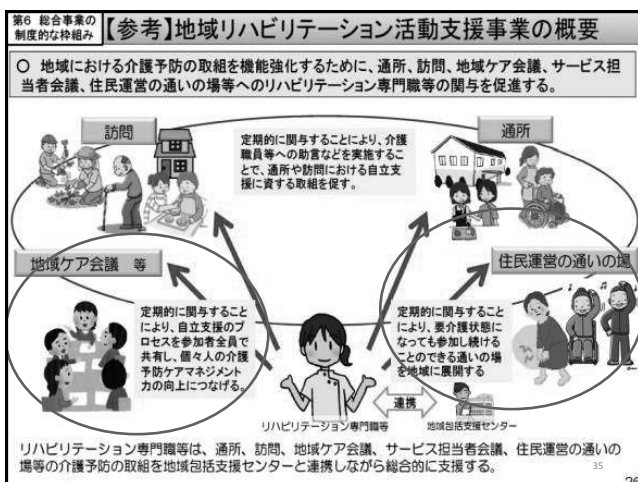 第6 総合事業の
制度的な枠組み
【参考】地域リハビリテーション活動支援事業の概要
○ 地域における介護予防の取組を機能強化するために、通所、訪問、地域ケア会議、サービス担
当者会議、住民運営の通いの場等へのリハビリテーション専門職等の関与を促進する。
訪問
定期的に関与することにより、介護
職員等への助言などを実施するこ
とで、通所や訪問における自立支
援に資する取組を促す。
通所
地域ケア会議 等
住民運営の通いの場
定期的に関与すること
により、自立支援のプ
ロセスを参加者全員で
共有し、個々人の介護
予防ケアマネジメント
力の向上につなげる。
定期的に関与すること
により、要介護状態に
なっても参加し続ける
ことのできる通いの場
を地域に展開する
連携
リハビリテーション専門職等
地域包括支援センター
リハビリテーション専門職等は、通所、訪問、地域ケア会議、サービス担当者会議、住民運営の通いの
場等の介護予防の取組を地域包括支援センターと連携しながら総合的に支援する。
35